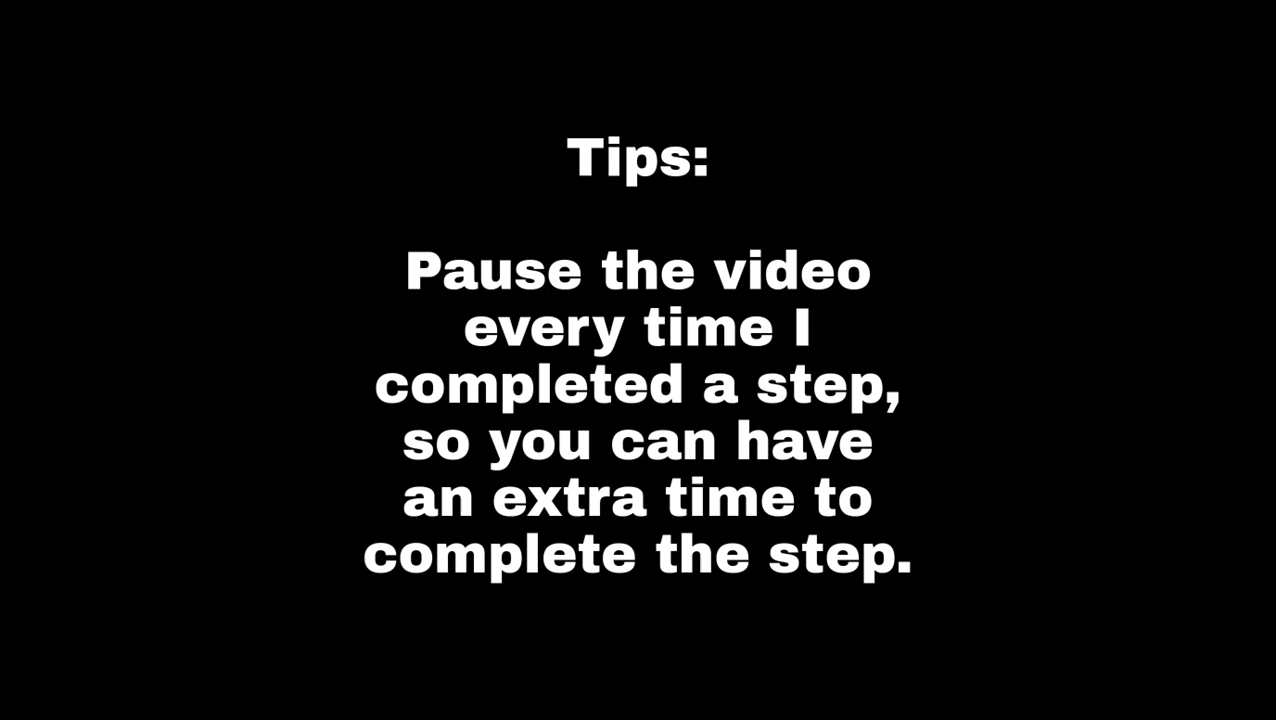 Tips:
Pause the video
every time I
completed a step,
so you can have
an extra time to
complete the step.